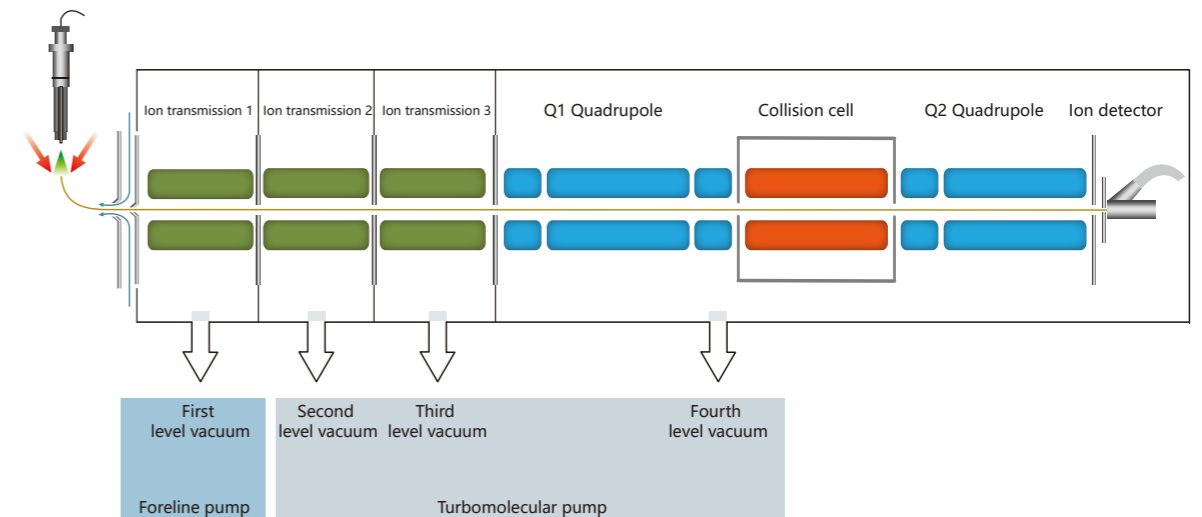 Ion transmission 1
Ion transmission 2
Ion transmission 3
Q1 Quadrupole
Collision cell
Q2 Quadrupole
Ion detector
First
level vacuum
Second
level vacuum
Third
level vacuum
Fourth
level vacuum
Foreline pump
Turbomolecular pump